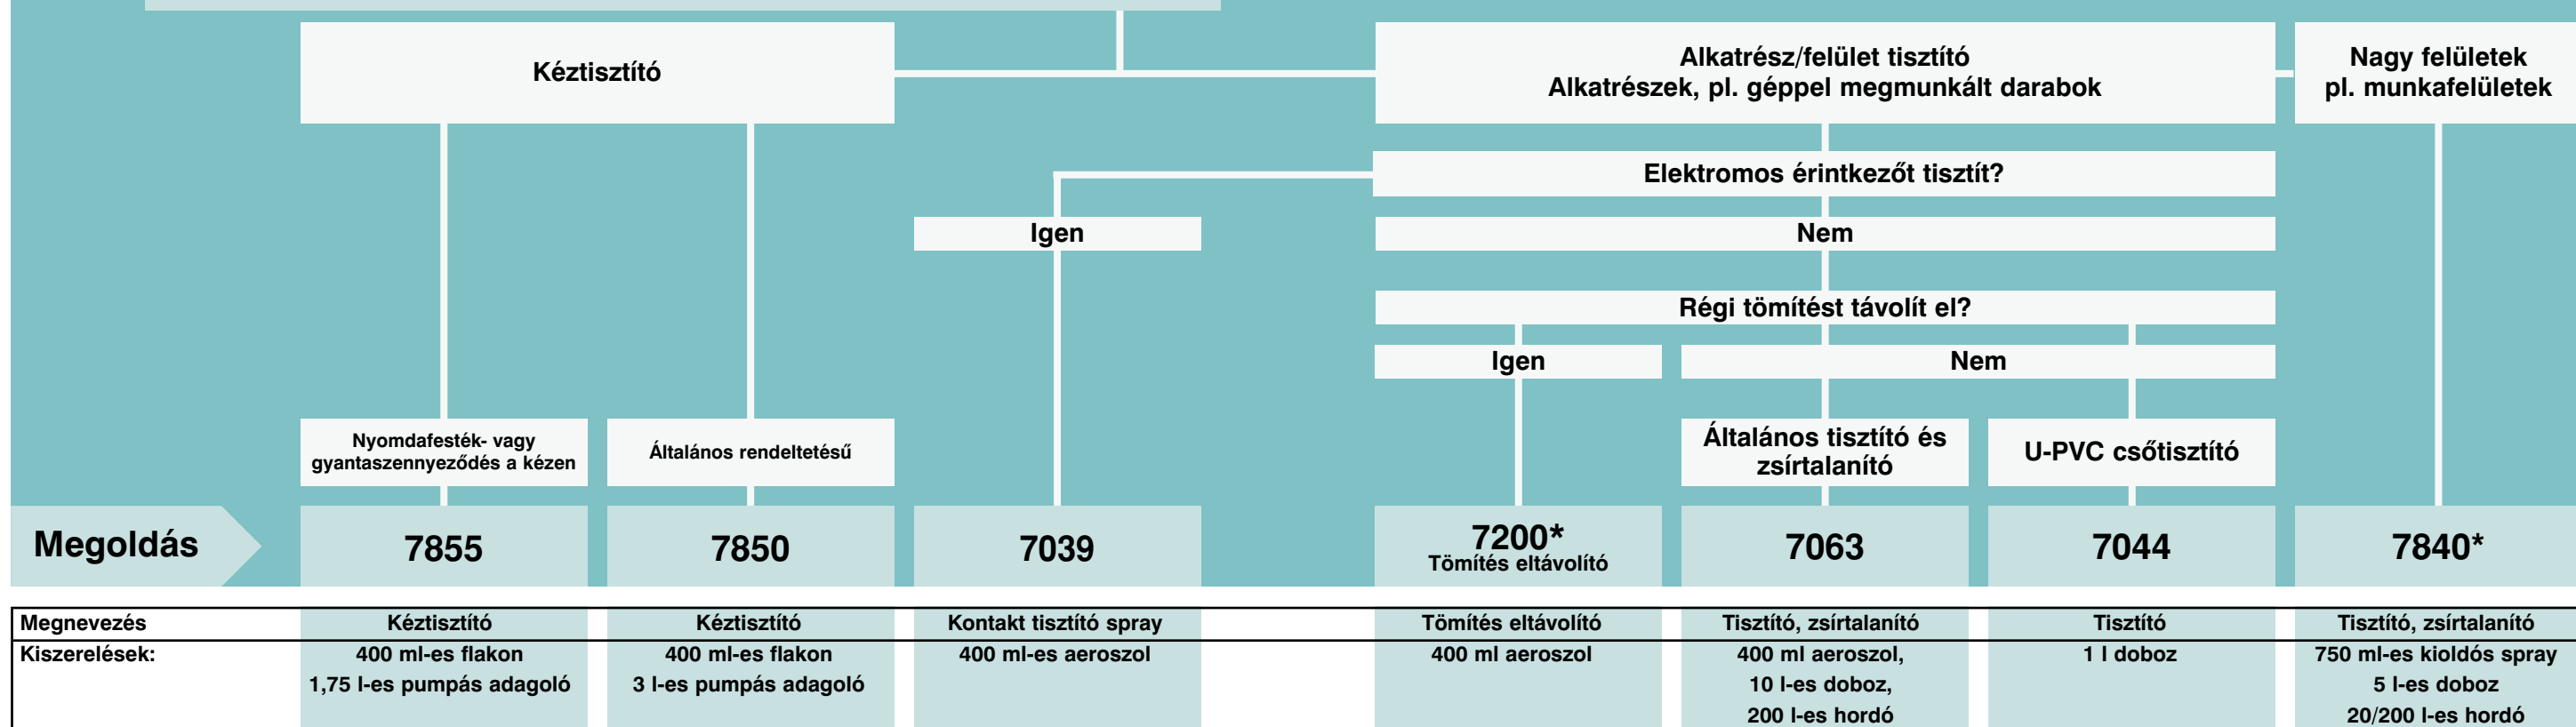 Kéztisztító
Alkatrész/felület tisztító
Alkatrészek, pl. géppel megmunkált darabok
Nagy felületek
pl. munkafelületek
Elektromos érintkezőt tisztít?
Igen
Nem
Régi tömítést távolít el?
Igen
Nem
Nyomdafesték- vagy
gyantaszennyeződés a kézen
Általános rendeltetésű
Általános tisztító és
zsírtalanító
U-PVC csőtisztító
Megoldás
7855
7850
7039
7200*
Tömítés eltávolító
7063
7044
7840*
Megnevezés
Kéztisztító
Kéztisztító
Kontakt tisztító spray
Tömítés eltávolító
Tisztító, zsírtalanító
Tisztító
Tisztító, zsírtalanító
Kiszerelések:
400 ml-es flakon
1,75 l-es pumpás adagoló
400 ml-es flakon
3 l-es pumpás adagoló
400 ml-es aeroszol
400 ml aeroszol
400 ml aeroszol,
10 l-es doboz,
200 l-es hordó
1 l doboz
750 ml-es kioldós spray
5 l-es doboz
20/200 l-es hordó